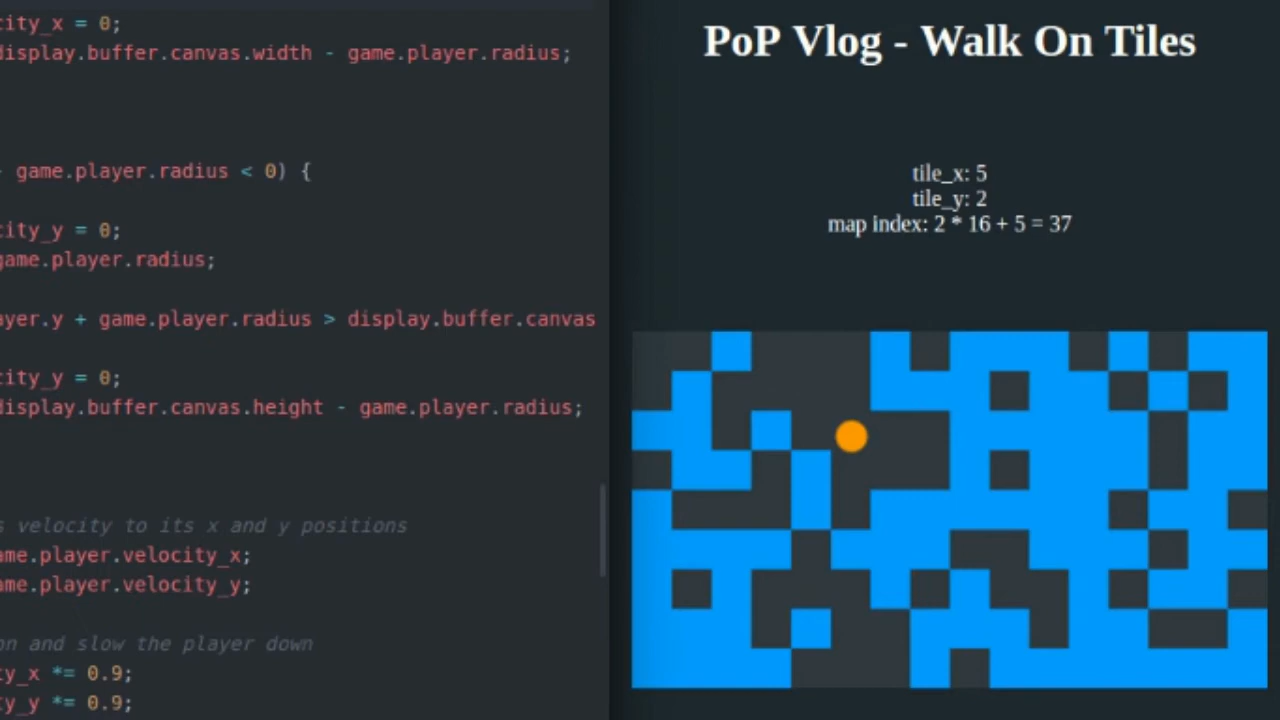 city_x = 0;
display.buffer.canvas.width - game.player.radius;
game.player.radius < 0) {
city_y = 0;
game.player.radius;
ayer.y + game.player.radius > display.buffer.canvas
city_y = 0;
display.buffer.canvas.height - game.player.radius;
s velocity to its x and y positions
ame.player.velocity_x;
ame.player.velocity_y;
on and slow the player down
ty_x *= 0.9;
ty_y *= 0.9;
PoP Vlog - Walk On Tiles
tile_x: 5
tile_y: 2
map index: 2 * 16 + 5 = 37